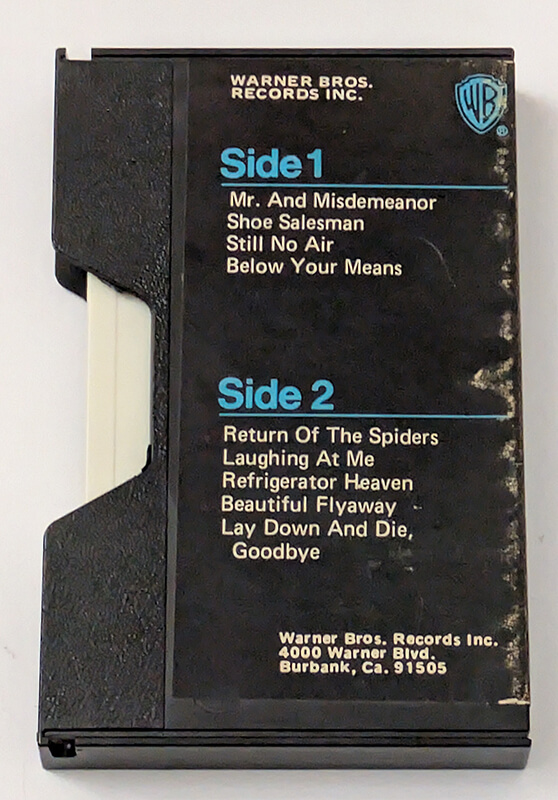 WARNER BROS.
RECORDS INC.
WB
®
Side 1
Mr. And Misdemeanor
Shoe Salesman
Still No Air
Below Your Means
Side 2
Return Of The Spiders
Laughing At Me
Refrigerator Heaven
Beautiful Flyaway
Lay Down And Die,
Goodbye
Warner Bros. Records Inc.
4000 Warner Blvd.
Burbank, Ca. 91505